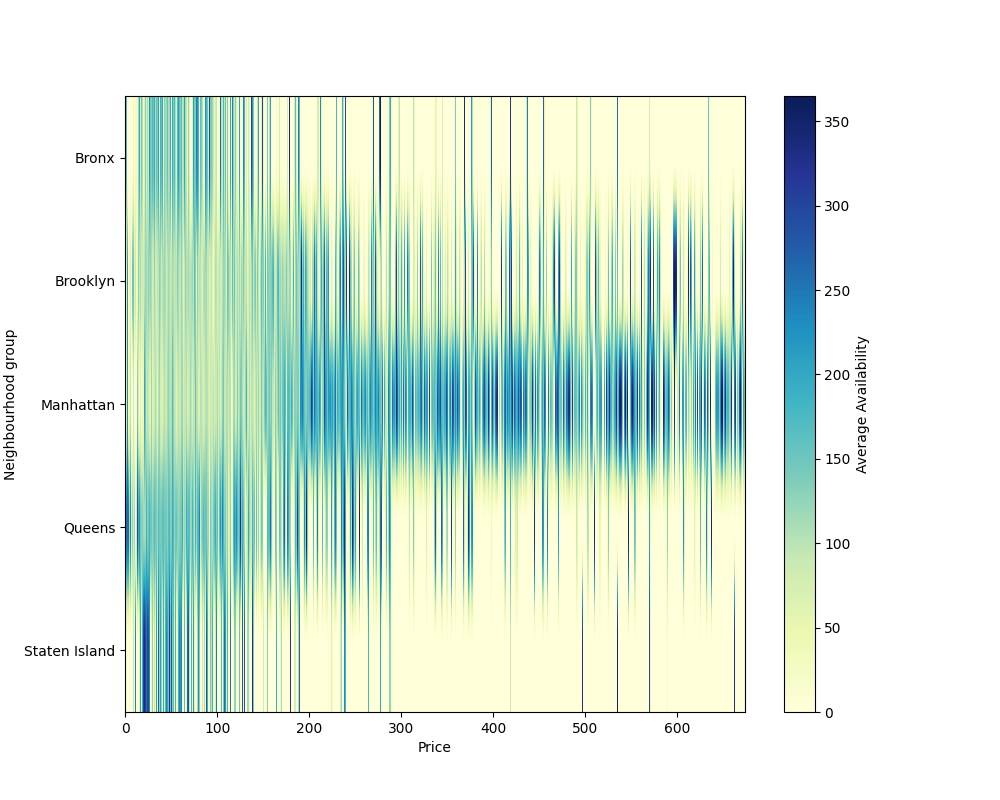 Neighbourhood group
Bronx
Brooklyn
Manhattan
Queens
Staten Island
0
100
200
300
400
500
600
Price
350
300
250
200
150
100
50
0
Average Availability